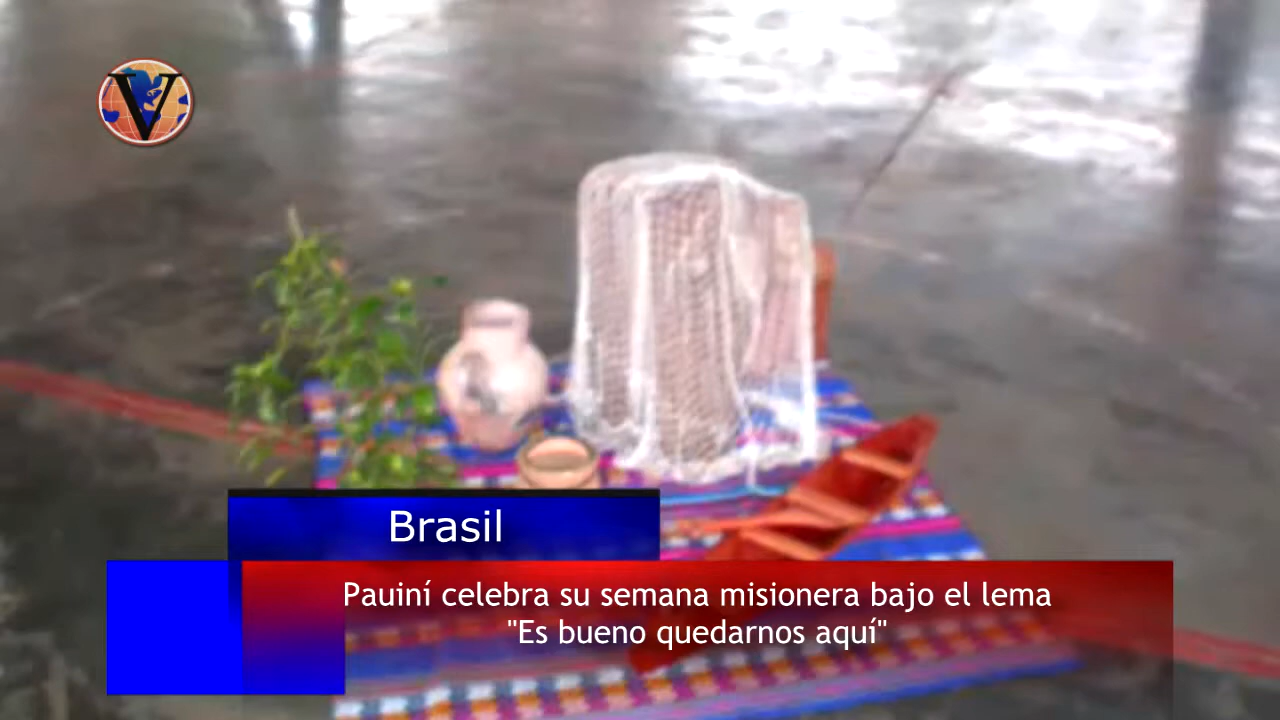 V
Brasil
Pauiní celebra su semana misionera bajo el lema
"Es bueno quedarnos aquí"